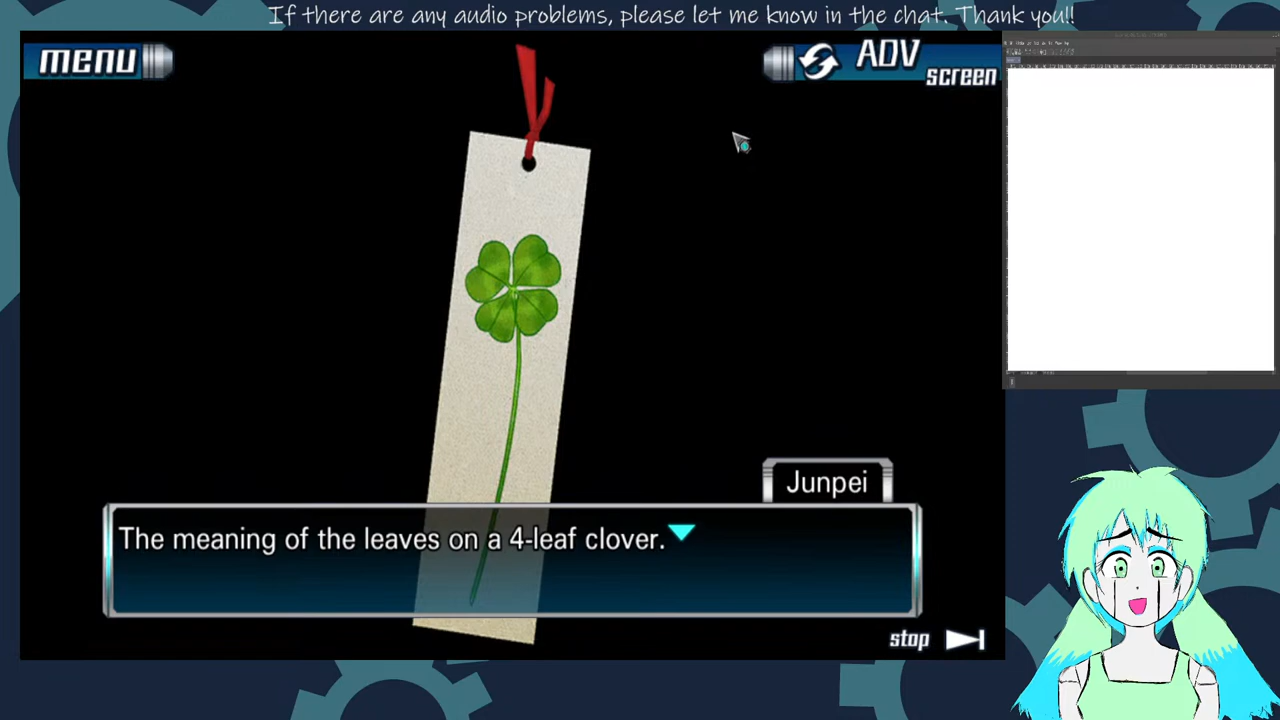 If there are any audio problems, please let me know in the chat. Thank you!!
menu
ADV
screen
Junpei
The meaning of the leaves on a 4-leaf clover.
stop